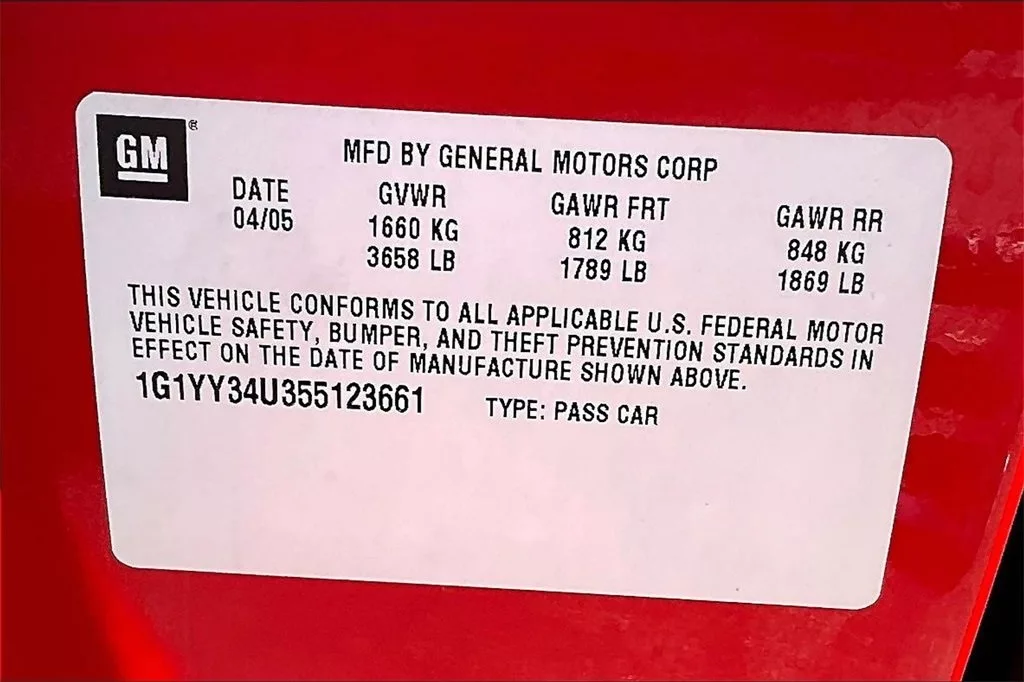 GM ®
MFD BY GENERAL MOTORS CORP
DATE GVWR GAWR FRT GAWR RR
04/05 1660 KG 812 KG 848 KG
3658 LB 1789 LB 1869 LB
THIS VEHICLE CONFORMS TO ALL APPLICABLE U.S. FEDERAL MOTOR
VEHICLE SAFETY, BUMPER, AND THEFT PREVENTION STANDARDS IN
EFFECT ON THE DATE OF MANUFACTURE SHOWN ABOVE.
1G1YY34U355123661 TYPE: PASS CAR